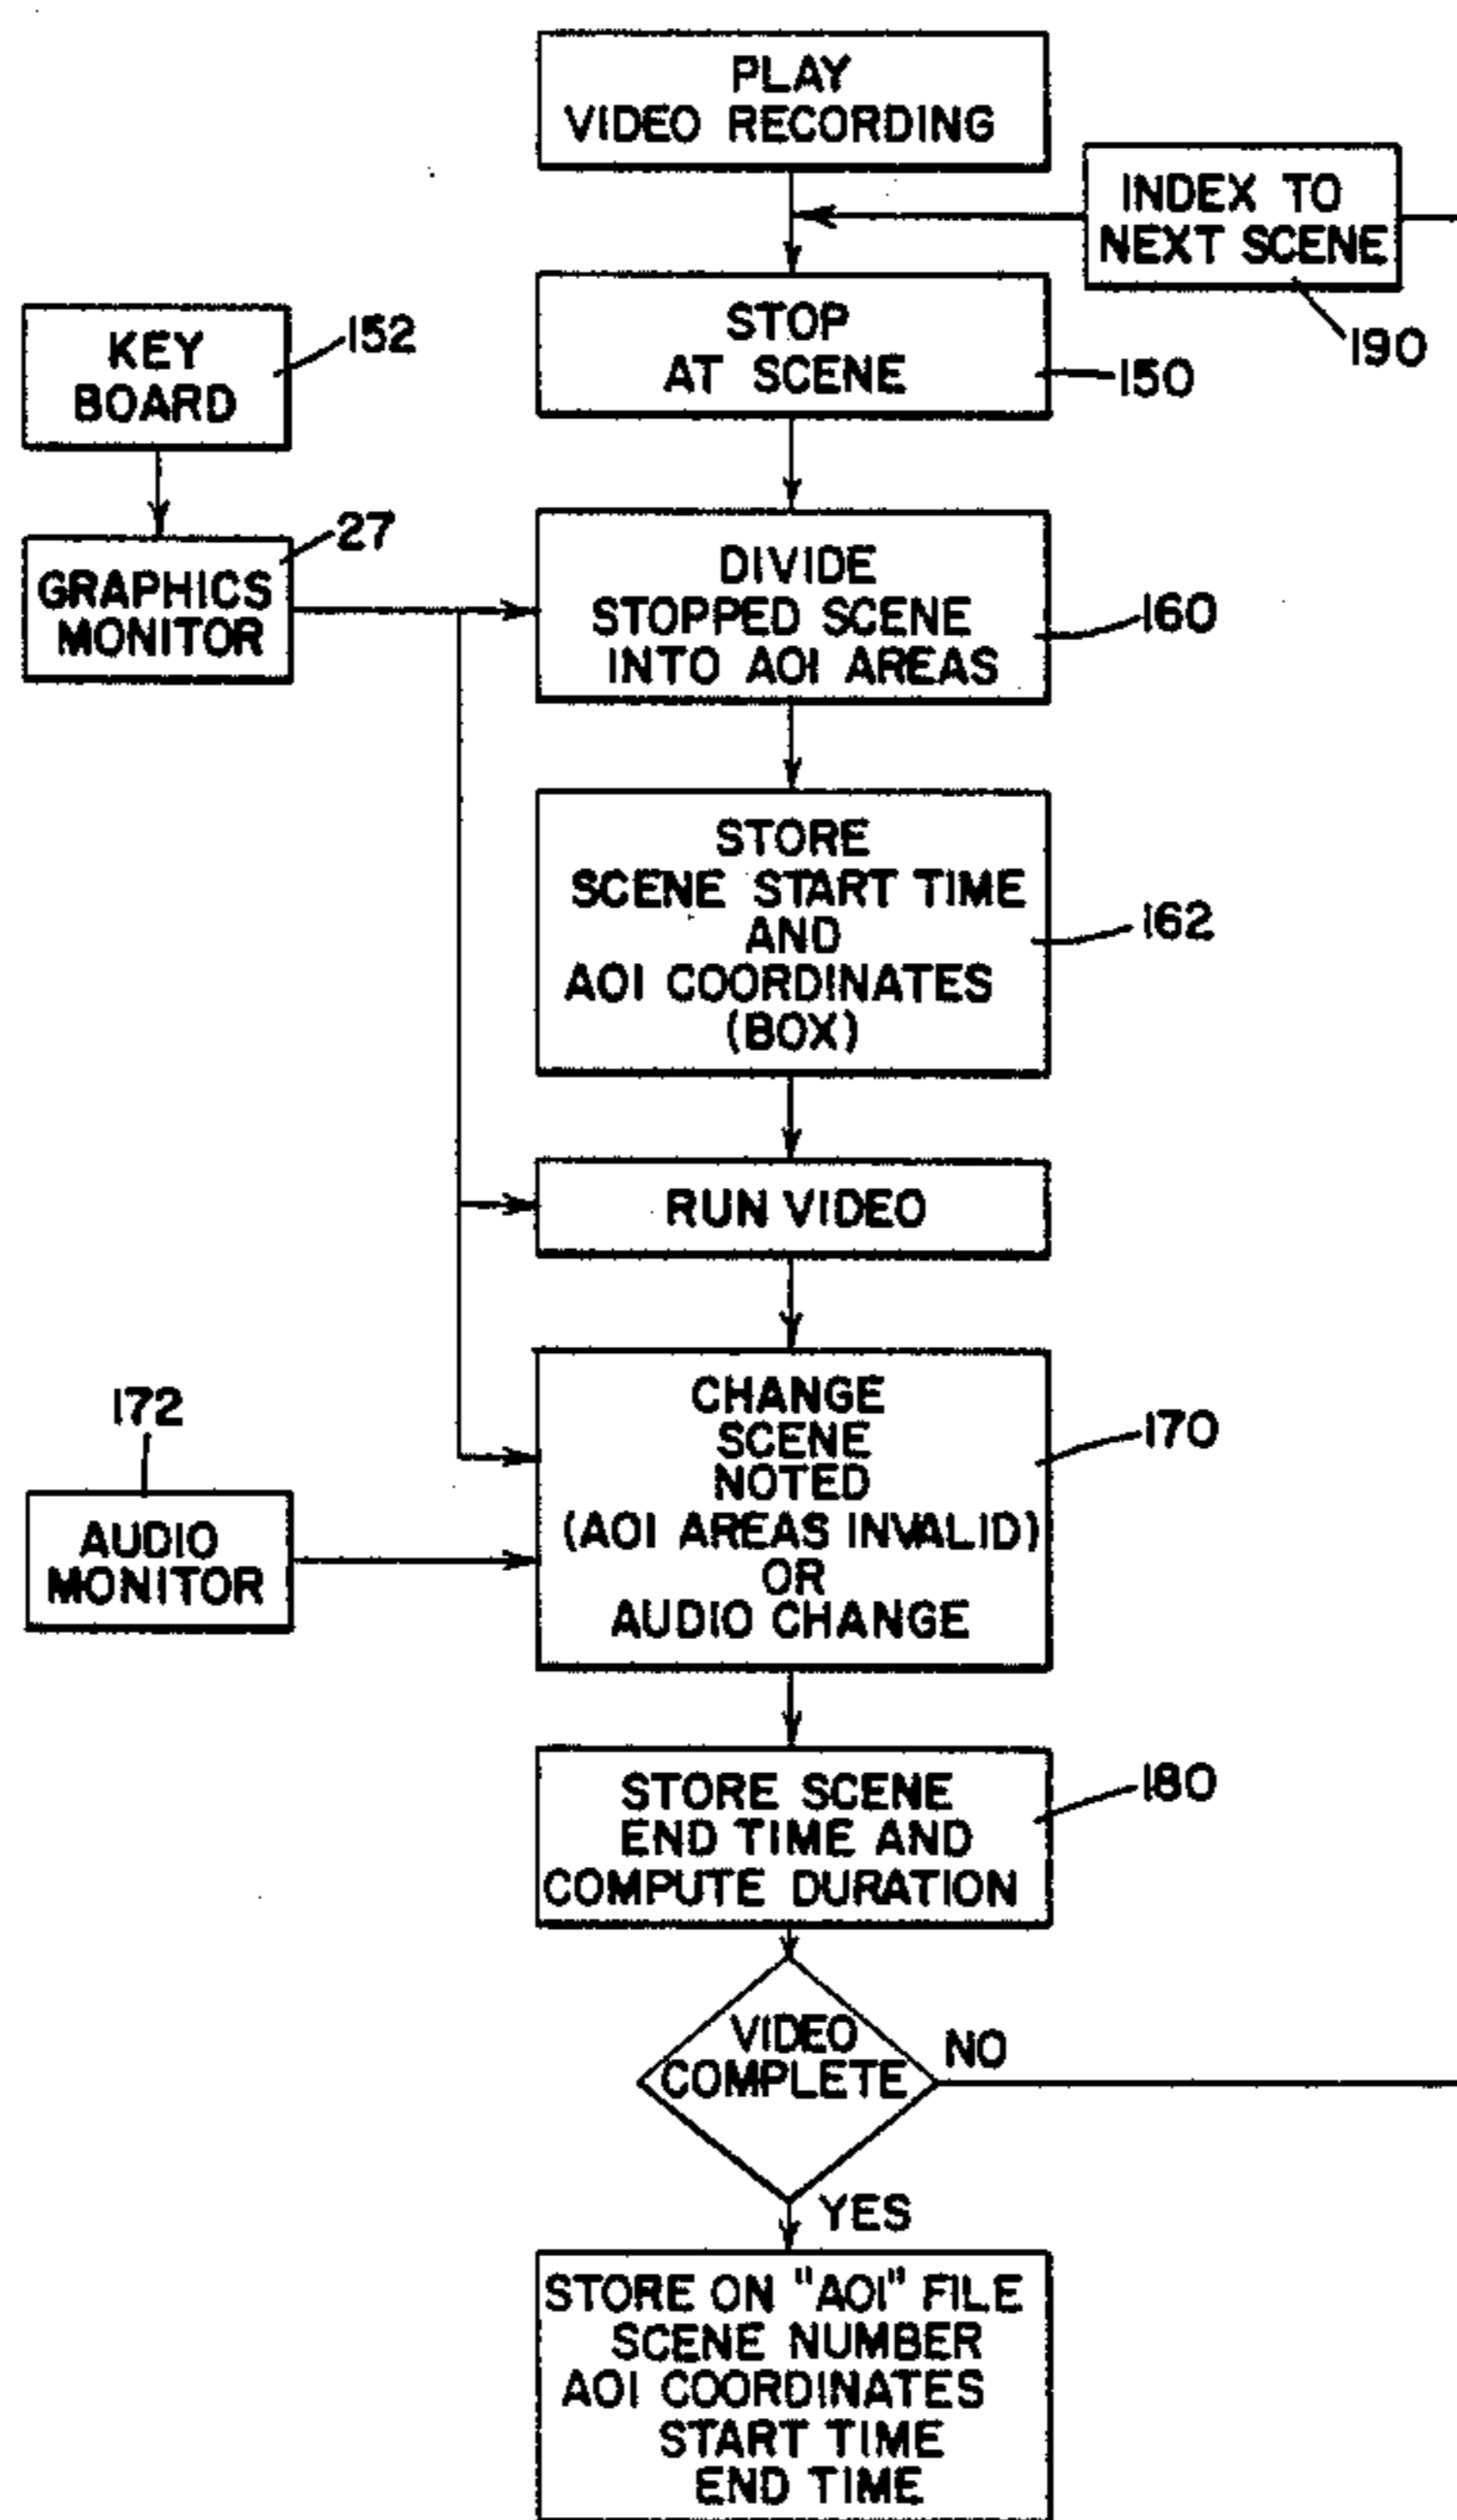 PLAY
VIDEO RECORDING
INDEX TO
NEXT SCENE
190
STOP
AT SCENE
150
KEY
BOARD
152
GRAPHICS
MONITOR
27
DIVIDE
STOPPED SCENE
INTO AOI AREAS
160
STORE
SCENE START TIME
AND
AOI COORDINATES
(BOX)
162
RUN VIDEO
CHANGE
SCENE
NOTED
(AOI AREAS INVALID)
OR
AUDIO CHANGE
170
172
AUDIO
MONITOR
STORE SCENE
END TIME AND
COMPUTE DURATION
180
VIDEO
COMPLETE
NO
YES
STORE ON "AOI" FILE
SCENE NUMBER
AOI COORDINATES
START TIME
END TIME